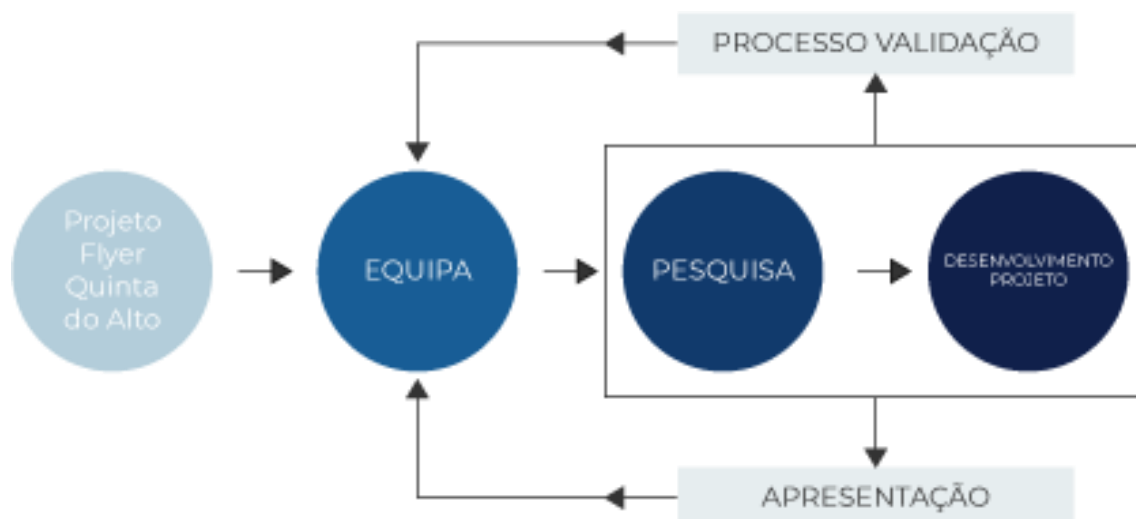 PROCESSO VALIDAÇÃO
Projeto
Flyer
Quinta
do Alto
EQUIPA
PESQUISA
DESENVOLVIMENTO
PROJETO
APRESENTAÇÃO